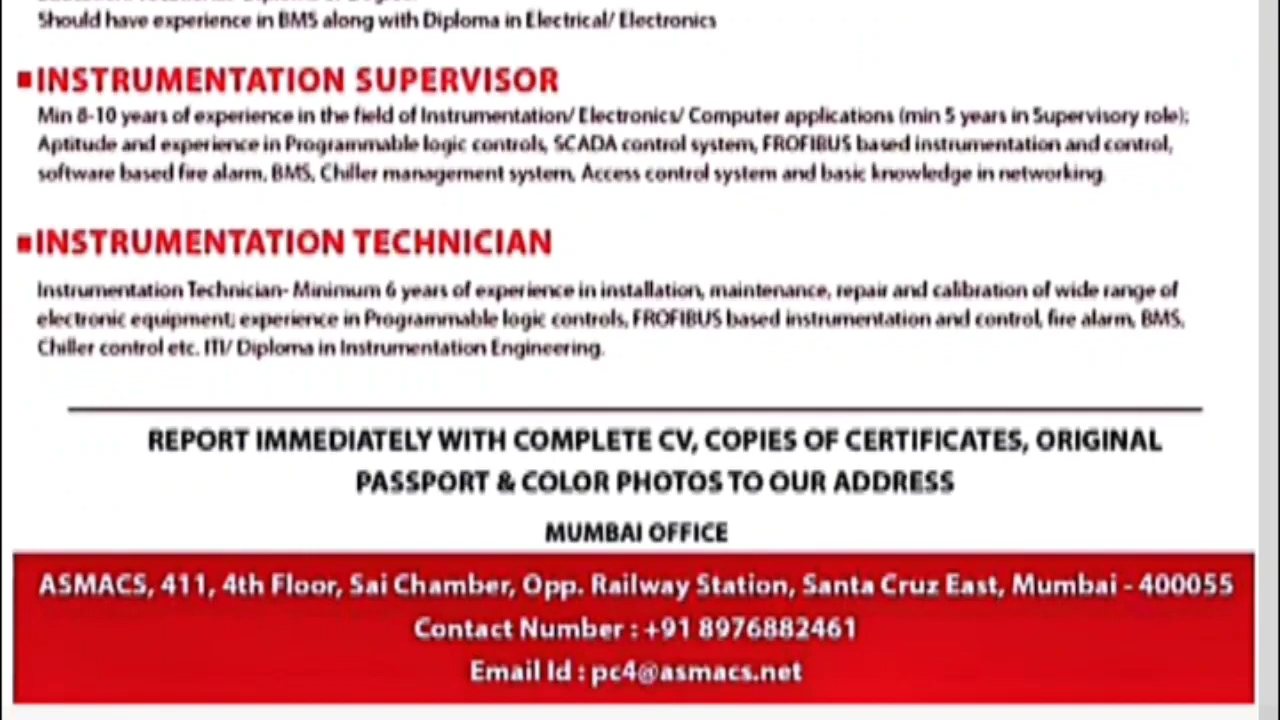 Should have experience in BMS along with Diploma in Electrical/ Electronics
INSTRUMENTATION SUPERVISOR
Min 8-10 years of experience in the field of Instrumentation/ Electronics/ Computer applications (min 5 years in Supervisory role);
Aptitude and experience in Programmable logic controls, SCADA control system, FROFIBUS based instrumentation and control,
software based fire alarm, BMS, Chiller management system, Access control system and basic knowledge in networking.
INSTRUMENTATION TECHNICIAN
Instrumentation Technician- Minimum 6 years of experience in installation, maintenance, repair and calibration of wide range of
electronic equipment; experience in Programmable logic controls, FROFIBUS based instrumentation and control, fire alarm, BMS,
Chiller control etc. ITI/ Diploma in Instrumentation Engineering.
REPORT IMMEDIATELY WITH COMPLETE CV, COPIES OF CERTIFICATES, ORIGINAL
PASSPORT & COLOR PHOTOS TO OUR ADDRESS
MUMBAI OFFICE
ASMACS, 411, 4th Floor, Sai Chamber, Opp. Railway Station, Santa Cruz East, Mumbai - 400055
Contact Number : +91 8976882461
Email Id : pc4@asmacs.net